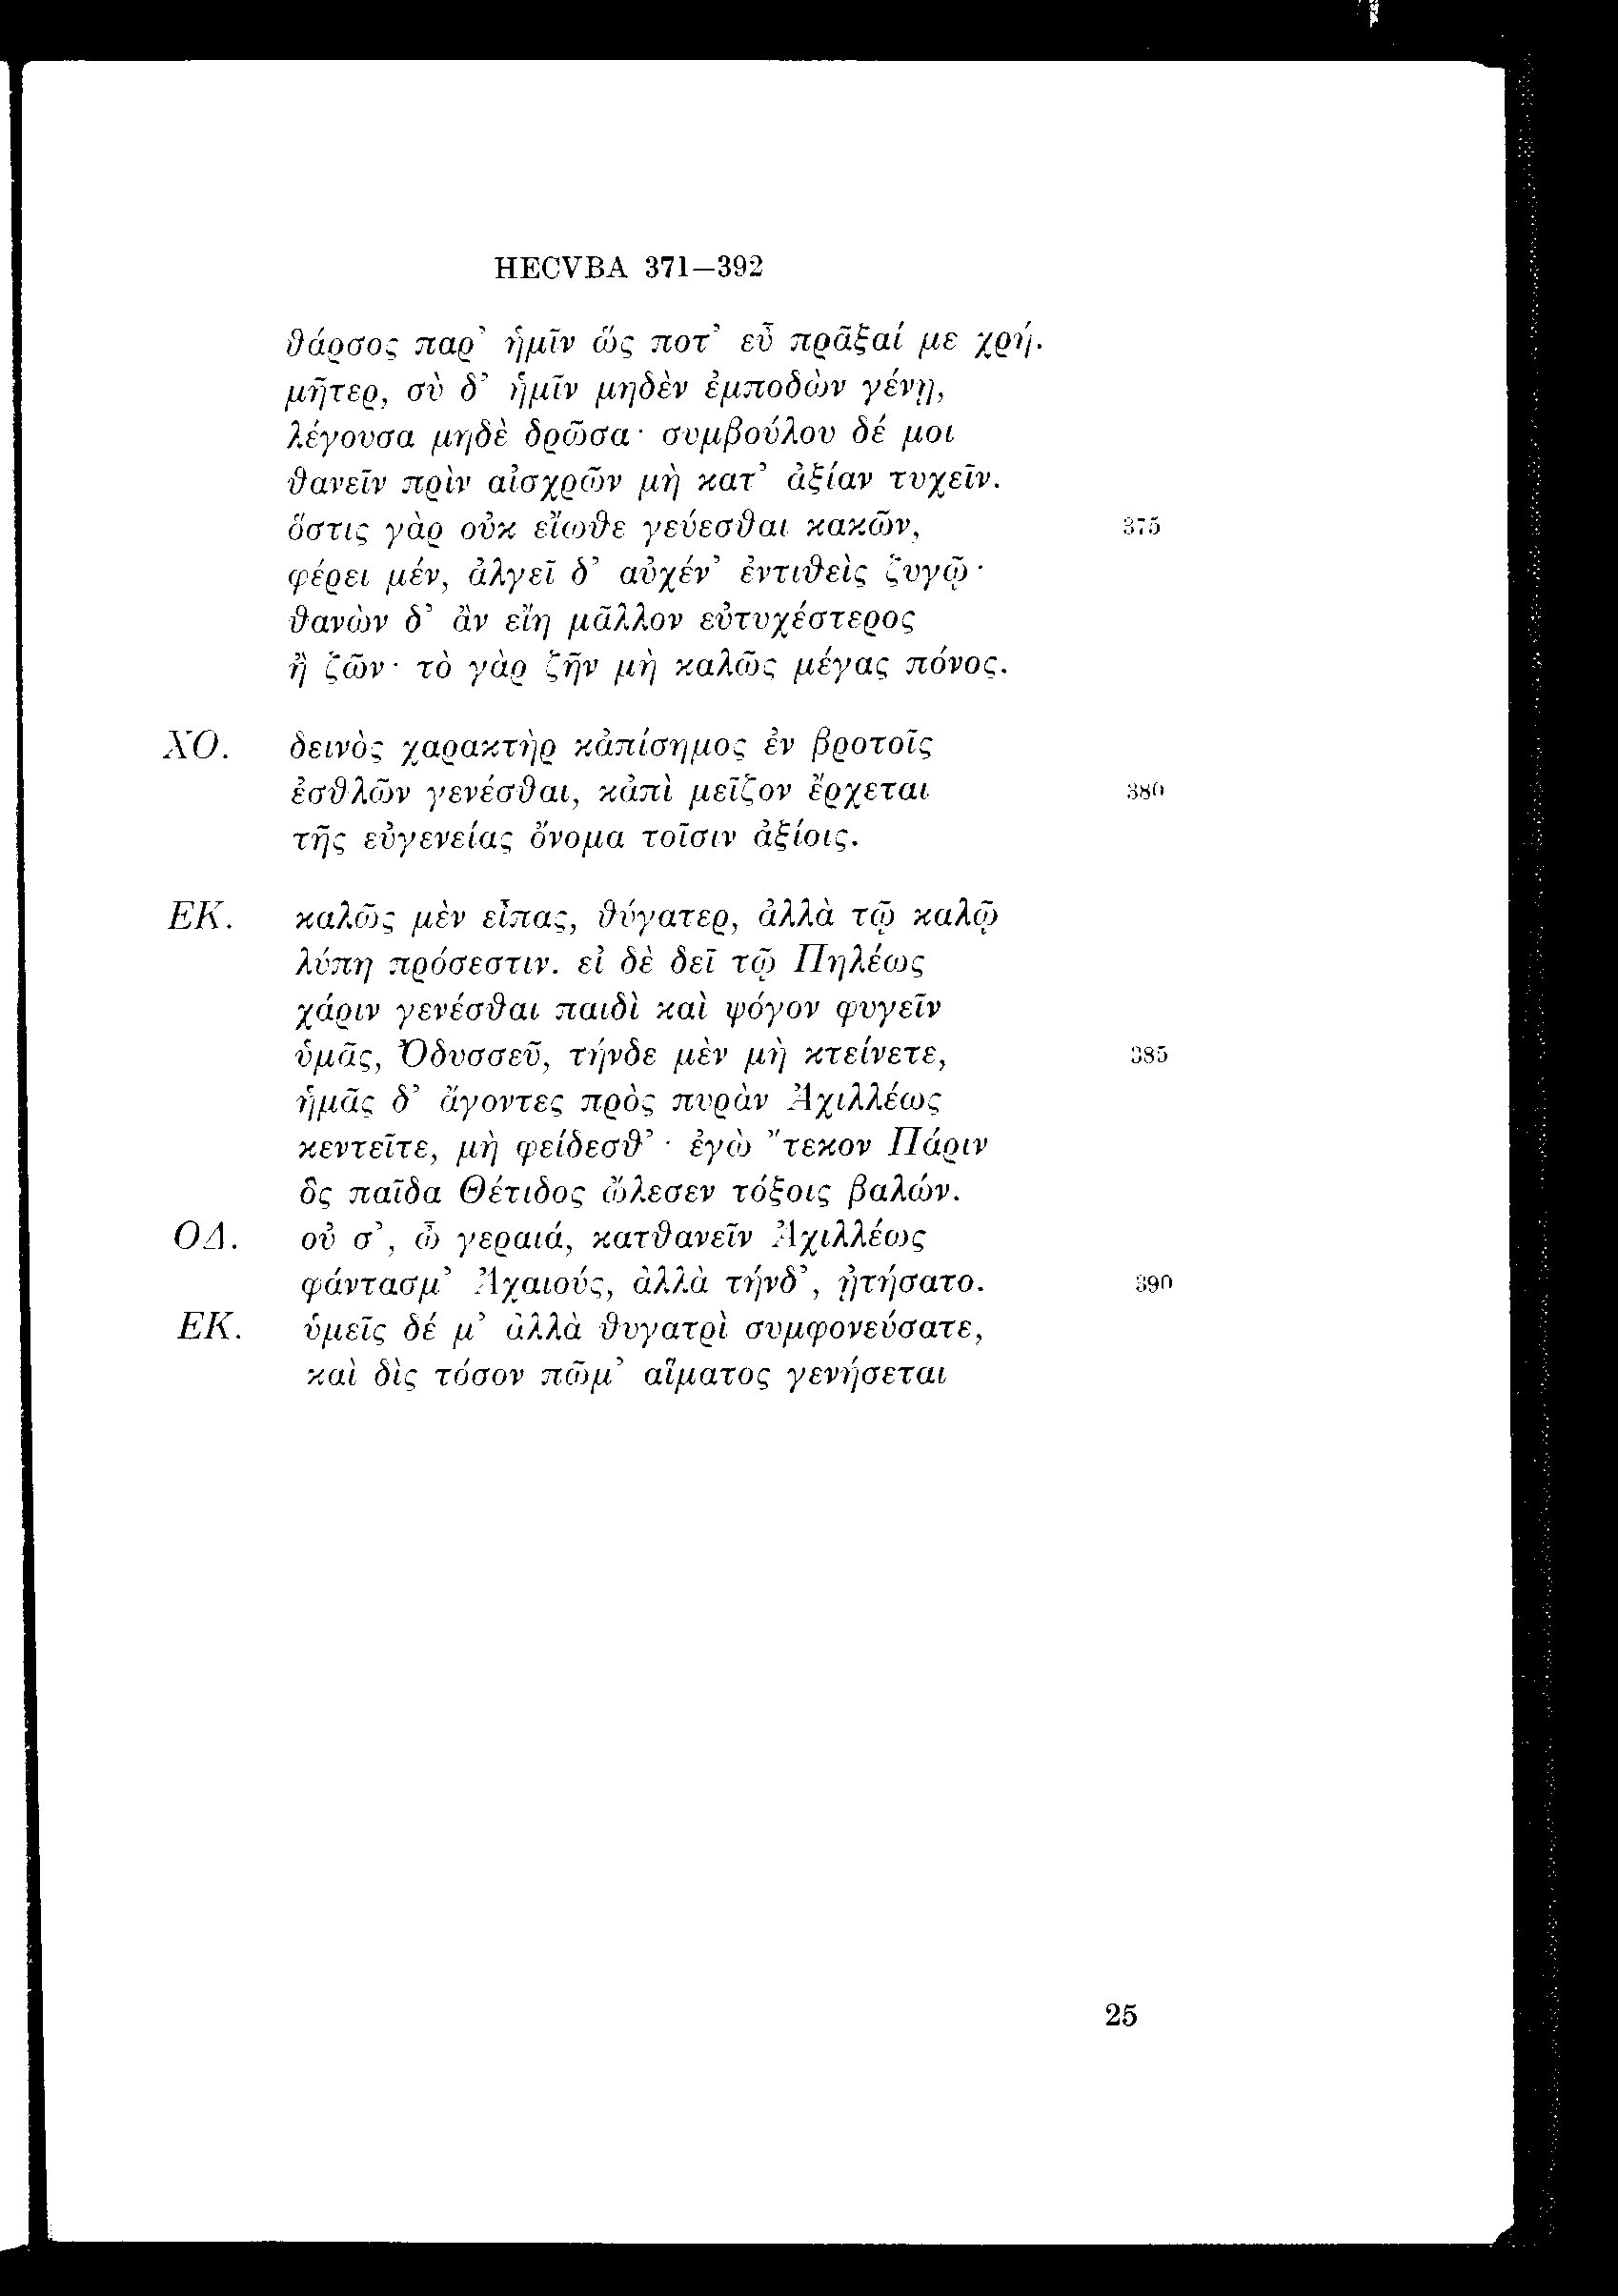 HECVBA 371–392
θάρσος παρ’ ἡμῖν ὥς ποτ’ εὖ πρᾶξαί με χρή.
μῆτερ, σὺ δ’ ἡμῖν μηδὲν ἐμποδὼν γένῃ,
λέγουσα μηδὲ δρῶσα· συμβούλου δέ μοι
θανεῖν πρὶν αἰσχρῶν μὴ κατ’ ἀξίαν τυχεῖν.
ὅστις γὰρ οὐκ εἴωθε γεύεσθαι κακῶν, 375
φέρει μέν, ἀλγεῖ δ’ αὐχέν’ ἐντιθεὶς ζυγῷ·
θανὼν δ’ ἂν εἴη μᾶλλον εὐτυχέστερος
ἢ ζῶν· τὸ γὰρ ζῆν μὴ καλῶς μέγας πόνος.
ΧΟ. δεινὸς χαρακτὴρ κἀπίσημος ἐν βροτοῖς
ἐσθλῶν γενέσθαι, κἀπὶ μεῖζον ἔρχεται 380
τῆς εὐγενείας ὄνομα τοῖσιν ἀξίοις.
ΕΚ. καλῶς μὲν εἶπας, θύγατερ, ἀλλὰ τῷ καλῷ
λύπη πρόσεστιν. εἰ δὲ δεῖ τῷ Πηλέως
χάριν γενέσθαι παιδὶ καὶ ψόγον φυγεῖν
ὑμᾶς, Ὀδυσσεῦ, τήνδε μὲν μὴ κτείνετε, 385
ἡμᾶς δ’ ἄγοντες πρὸς πυρὰν Ἀχιλλέως
κεντεῖτε, μὴ φείδεσθ’· ἐγὼ ’́τεκον Πάριν
ὃς παῖδα Θέτιδος ὤλεσεν τόξοις βαλών.
ΟΔ. οὐ σ’, ὦ γεραιά, κατθανεῖν Ἀχιλλέως
φάντασμ’ Ἀχαιούς, ἀλλὰ τήνδ’, ᾐτήσατο. 390
ΕΚ. ὑμεῖς δέ μ’ ἀλλὰ θυγατρὶ συμφονεύσατε,
καὶ δὶς τόσον πῶμ’ αἵματος γενήσεται
25